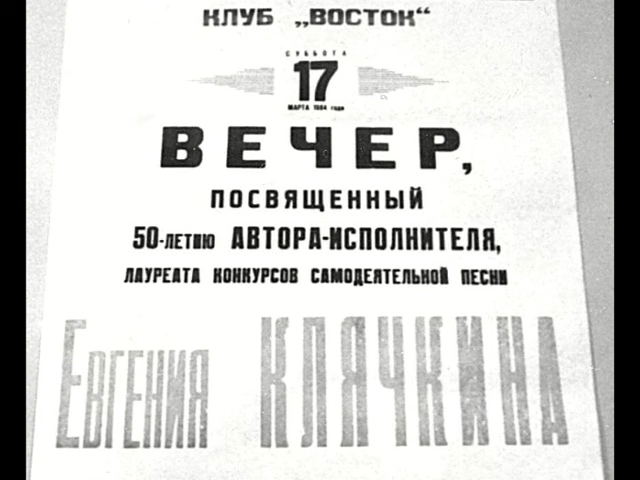 КЛУБ „ВОСТОК“
СУББОТА
17
МАРТА 1984 года
ВЕЧЕР,
ПОСВЯЩЕННЫЙ
50-ЛЕТИЮ АВТОРА-ИСПОЛНИТЕЛЯ,
ЛАУРЕАТА КОНКУРСОВ САМОДЕЯТЕЛЬНОЙ ПЕСНИ
ЕВГЕНИЯ КЛЯЧКИНА